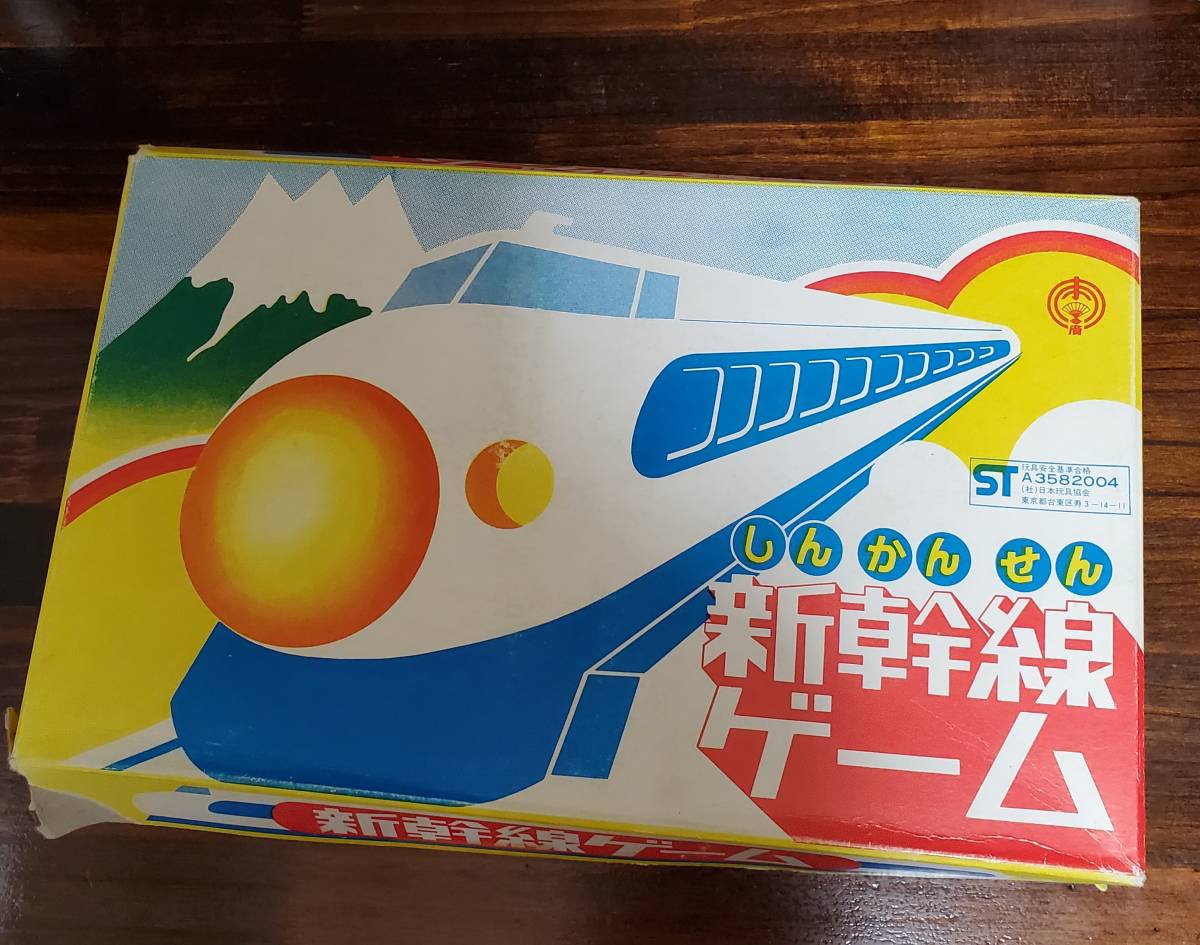 廣
ST
玩具安全基準合格
A3582004
(社)日本玩具協会
東京都台東区寿3-14-11
しんかんせん
新幹線
ゲーム
新幹線ゲーム